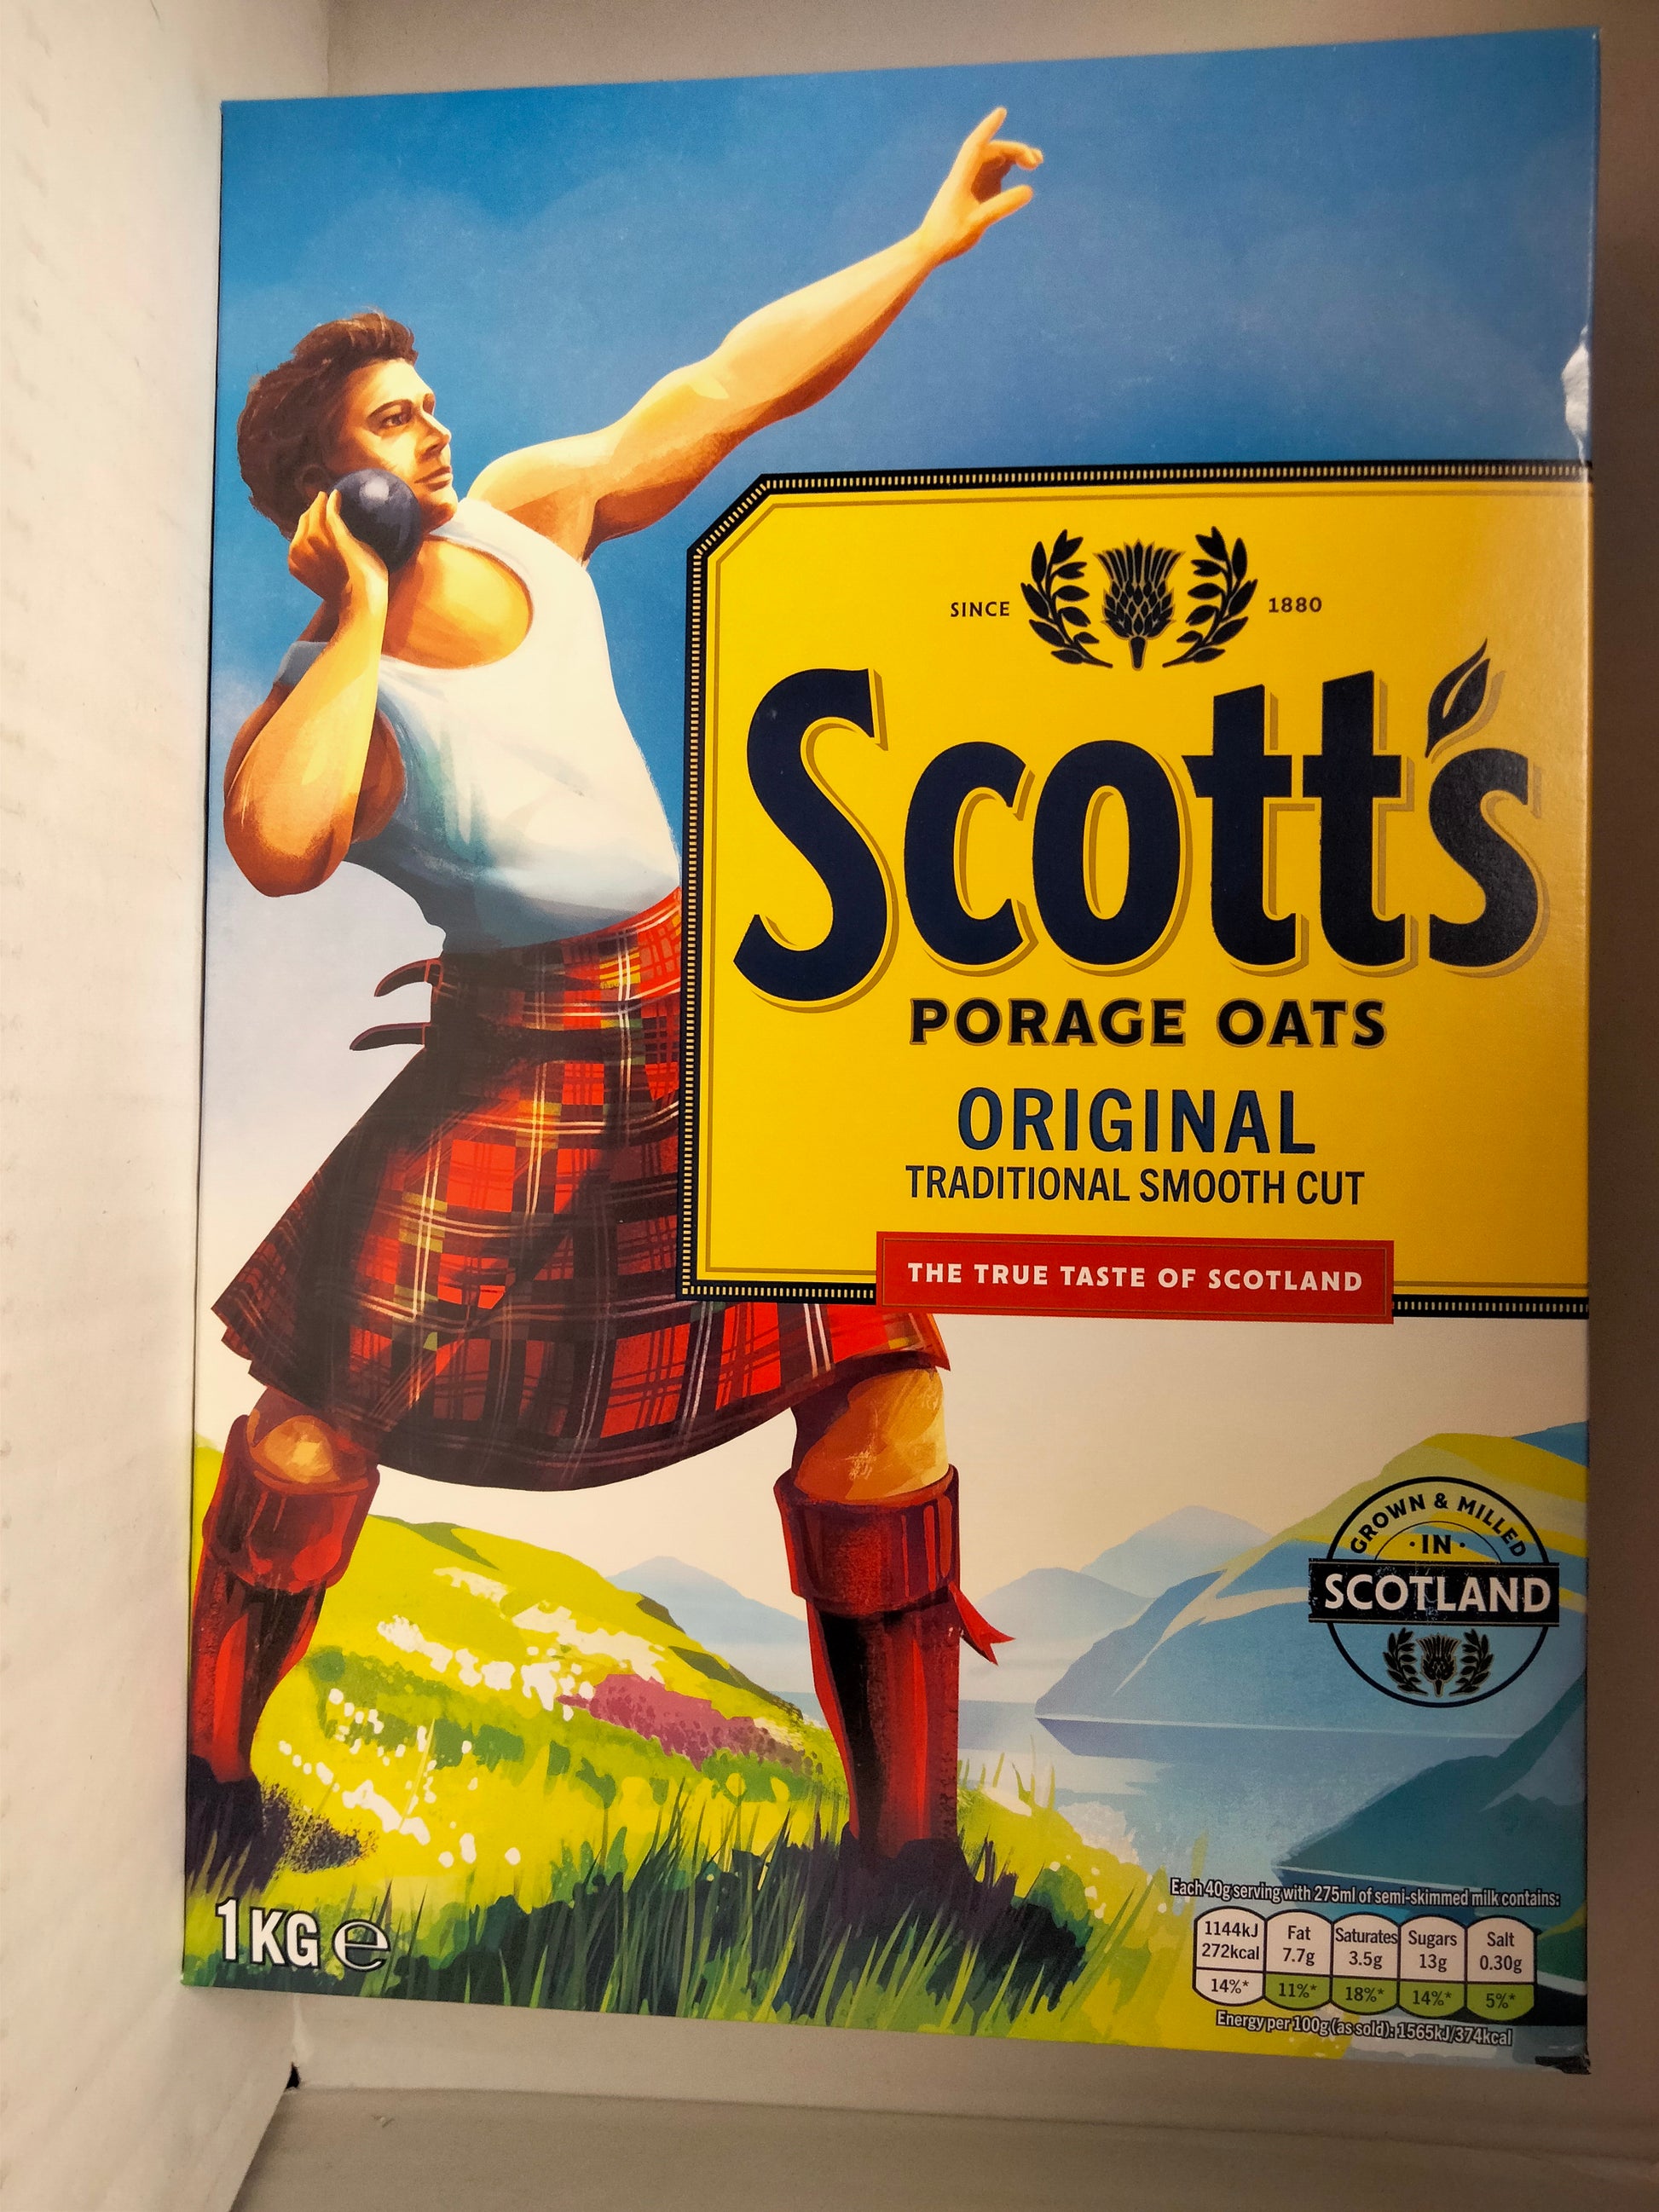 SINCE 1880
Scott's
PORAGE OATS
ORIGINAL
TRADITIONAL SMOOTH CUT
THE TRUE TASTE OF SCOTLAND
GROWN & MILLED
·IN·
SCOTLAND
1KG ℮
Each 40g serving with 275ml of semi-skimmed milk contains:
1144kJ Fat Saturates Sugars Salt
272kcal 7.7g 3.5g 13g 0.30g
14%* 11%* 18%* 14%* 5%*
Energy per 100g (as sold): 1565kJ/374kcal